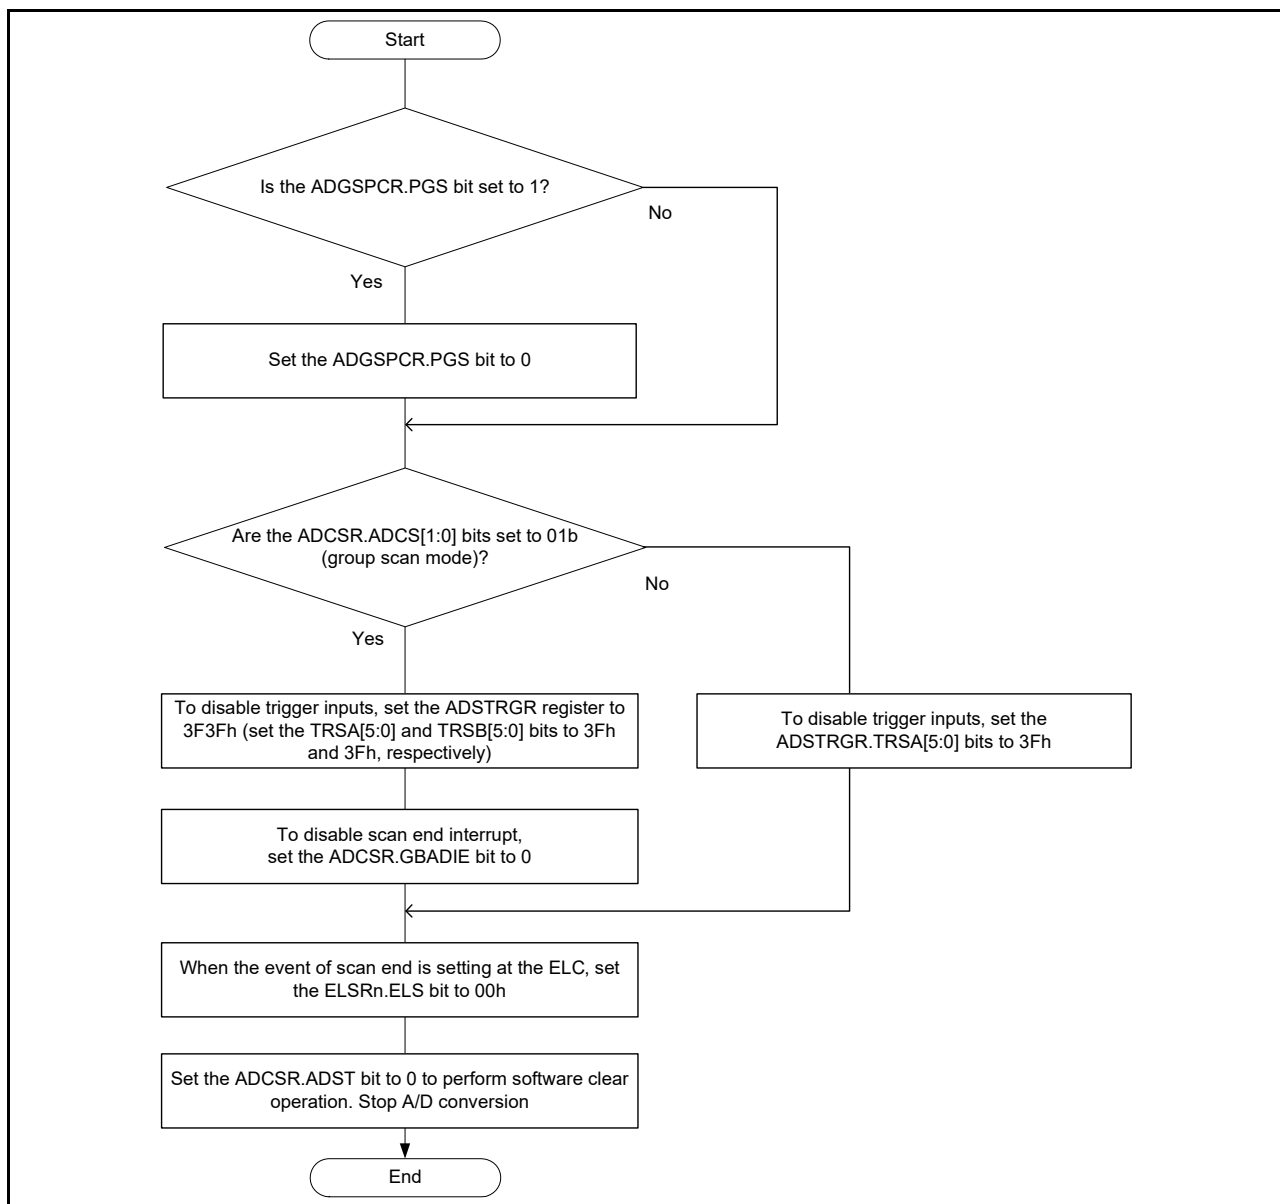 Start
Is the ADGSPCR.PGS bit set to 1?
No
Yes
Set the ADGSPCR.PGS bit to 0
Are the ADCSR.ADCS[1:0] bits set to 01b
(group scan mode)?
No
Yes
To disable trigger inputs, set the ADSTRGR register to
3F3Fh (set the TRSA[5:0] and TRSB[5:0] bits to 3Fh
and 3Fh, respectively)
To disable trigger inputs, set the
ADSTRGR.TRSA[5:0] bits to 3Fh
To disable scan end interrupt,
set the ADCSR.GBADIE bit to 0
When the event of scan end is setting at the ELC, set
the ELSRn.ELS bit to 00h
Set the ADCSR.ADST bit to 0 to perform software clear
operation. Stop A/D conversion
End